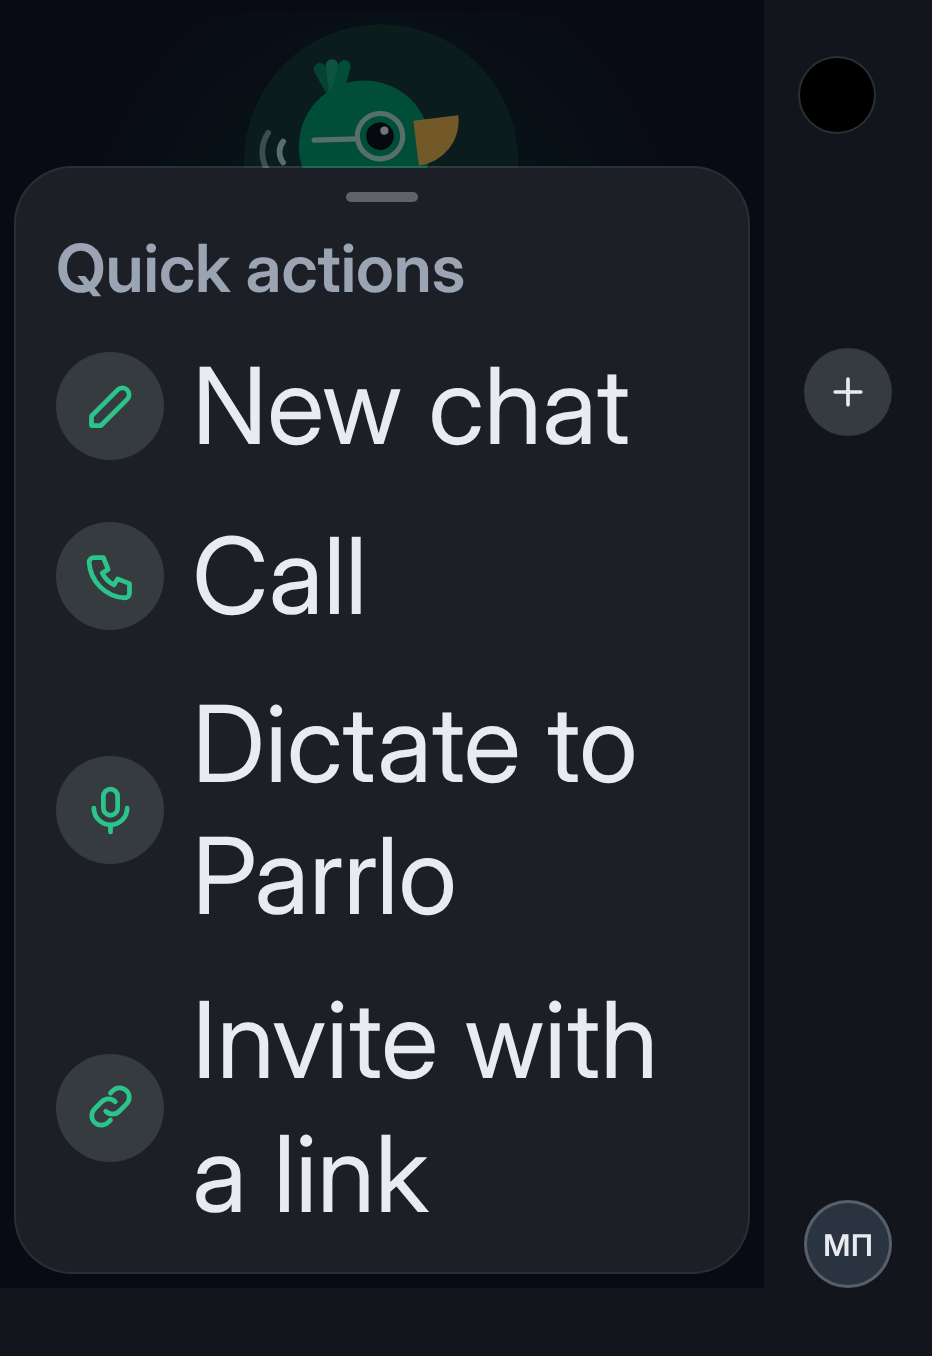 Quick actions
New chat
Call
Dictate to
Parrlo
Invite with
a link
МП